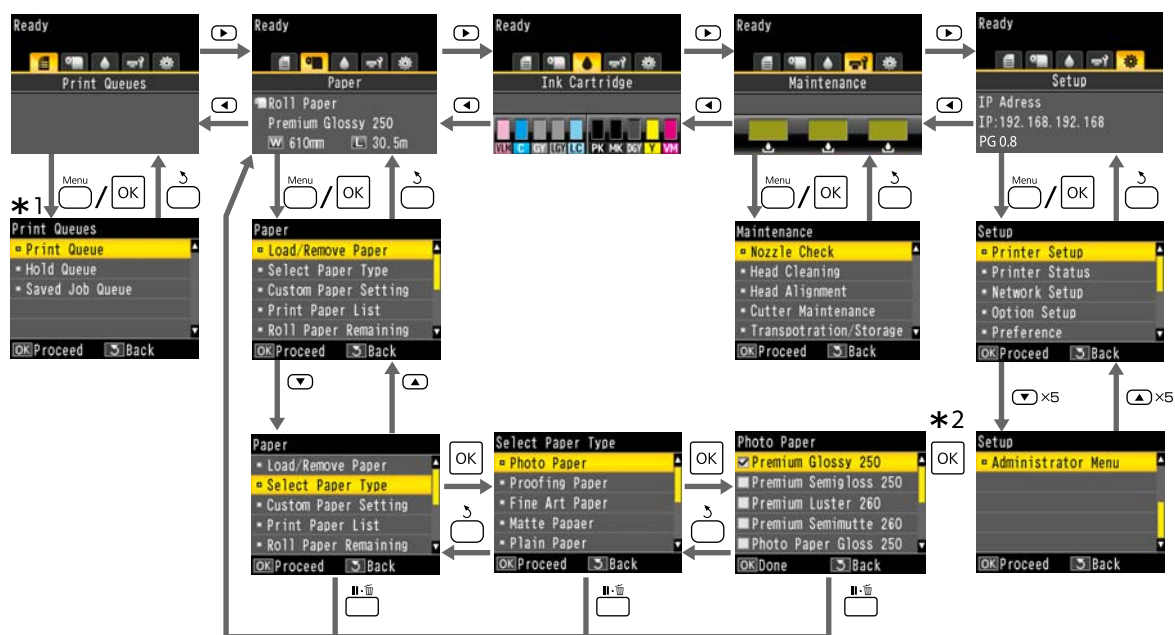 Ready
Print Queues
Ready
Paper
Roll Paper
Premium Glossy 250
W 610mm L 30.5m
Ready
Ink Cartridge
VLM C GY LGY LC PK MK DGY Y VM
Ready
Maintenance
Ready
Setup
IP Adress
IP:192.168.192.168
PG 0.8
Menu
/ OK
Menu
/ OK
Menu
/ OK
Menu
/ OK
*1
Print Queues
Print Queue
Hold Queue
Saved Job Queue
OK Proceed Back
Paper
Load/Remove Paper
Select Paper Type
Custom Paper Setting
Print Paper List
Roll Paper Remaining
OK Proceed Back
Maintenance
Nozzle Check
Head Cleaning
Head Alignment
Cutter Maintenance
Transpotration/Storage
OK Proceed Back
Setup
Printer Setup
Printer Status
Network Setup
Option Setup
Preference
OK Proceed Back
×5
×5
Paper
Load/Remove Paper
Select Paper Type
Custom Paper Setting
Print Paper List
Roll Paper Remaining
OK Proceed Back
OK
Select Paper Type
Photo Paper
Proofing Paper
Fine Art Paper
Matte Papaer
Plain Paper
OK Proceed Back
OK
Photo Paper
Premium Glossy 250
Premium Semigloss 250
Premium Luster 260
Premium Semimutte 260
Photo Paper Gloss 250
OK Done Back
*2
OK
Setup
Administrator Menu
OK Proceed Back